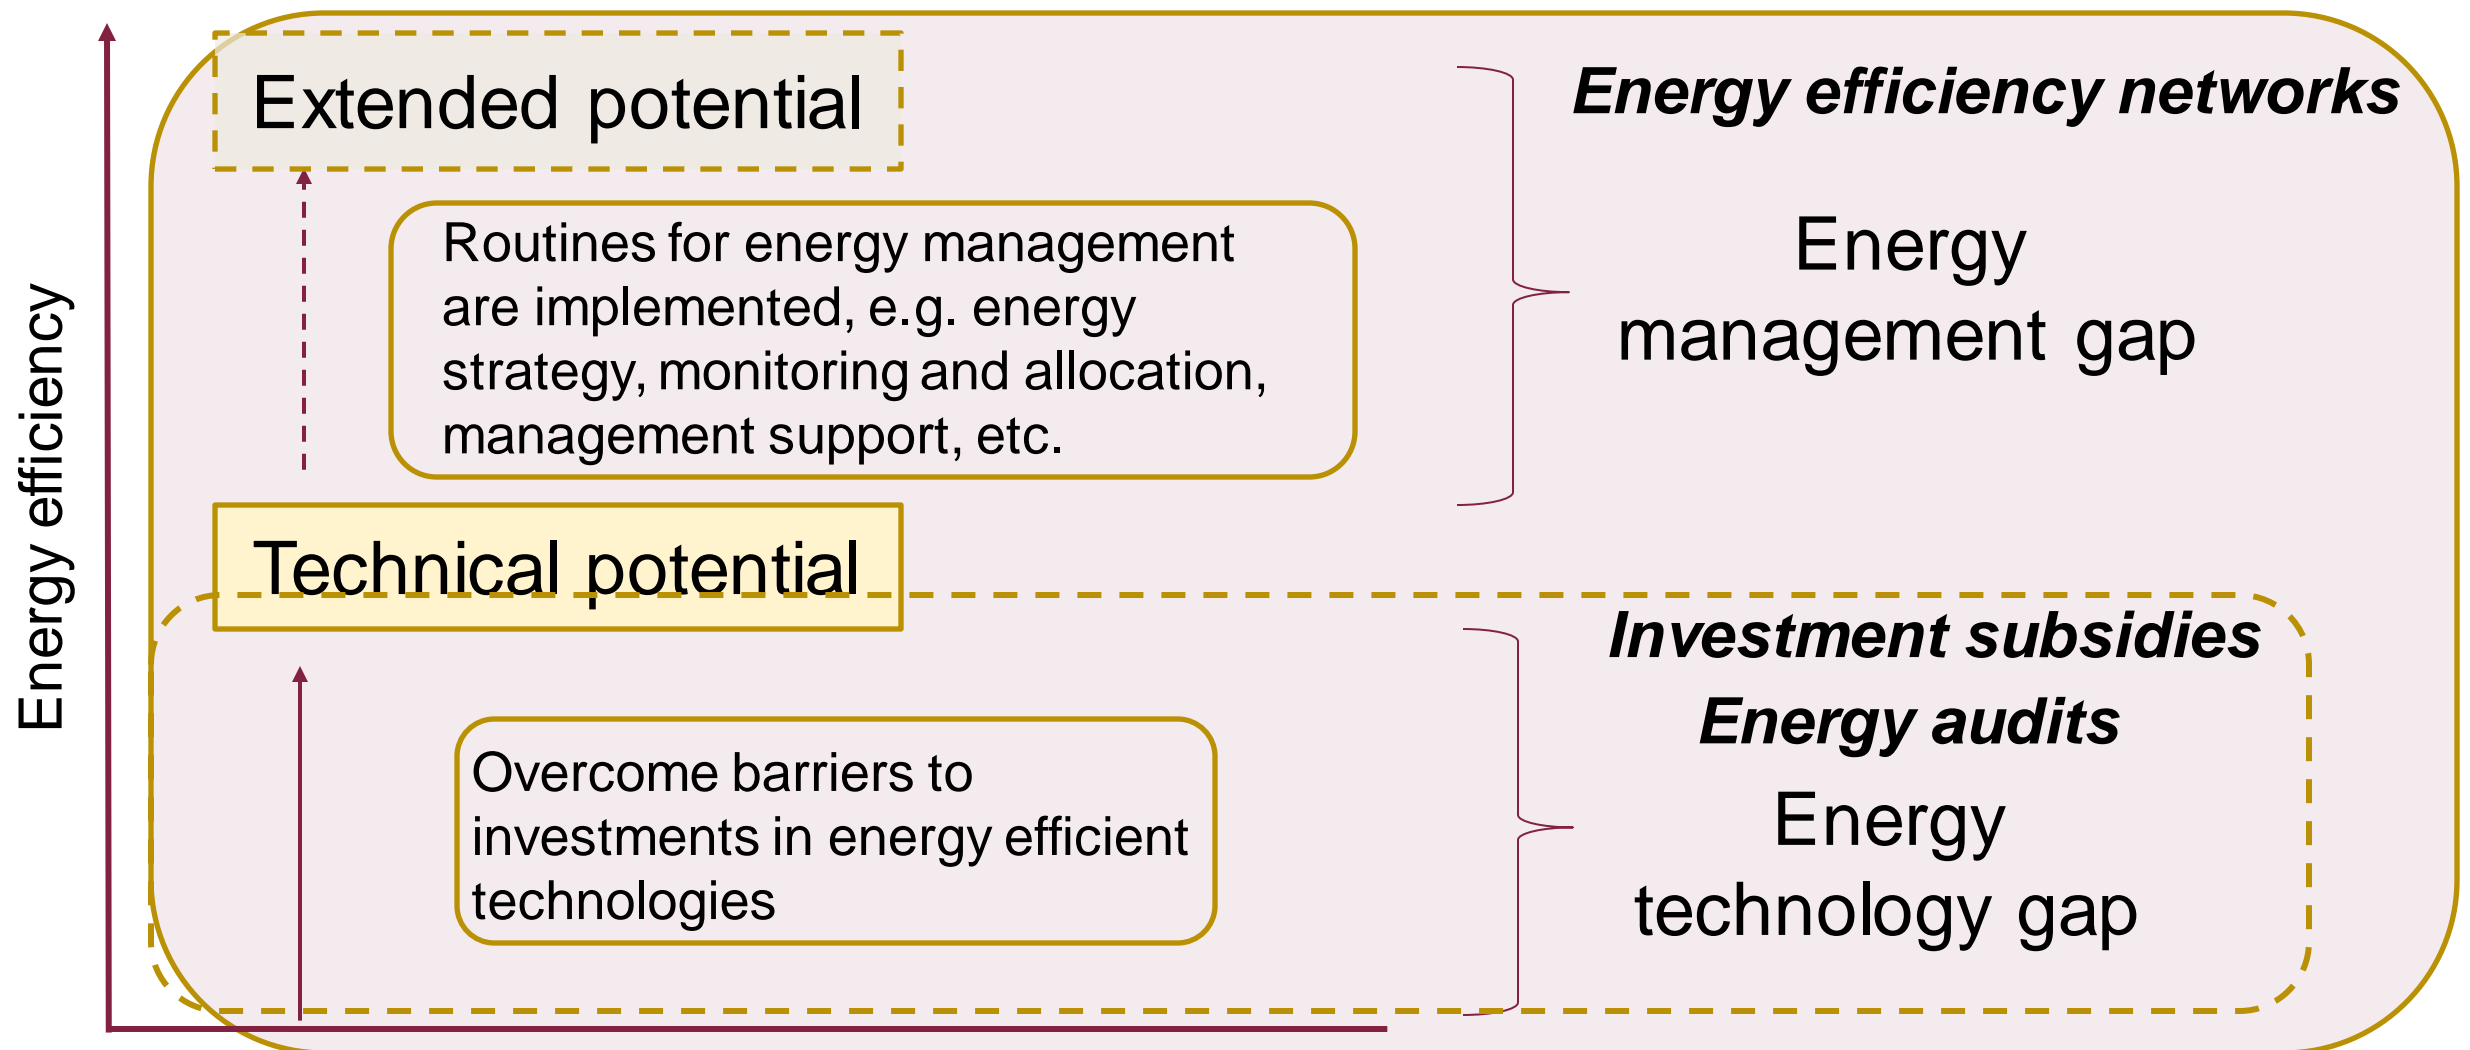 Energy efficiency
Extended potential
Energy efficiency networks
Routines for energy management
are implemented, e.g. energy
strategy, monitoring and allocation,
management support, etc.
Energy
management gap
Technical potential
Investment subsidies
Energy audits
Overcome barriers to
investments in energy efficient
technologies
Energy
technology gap